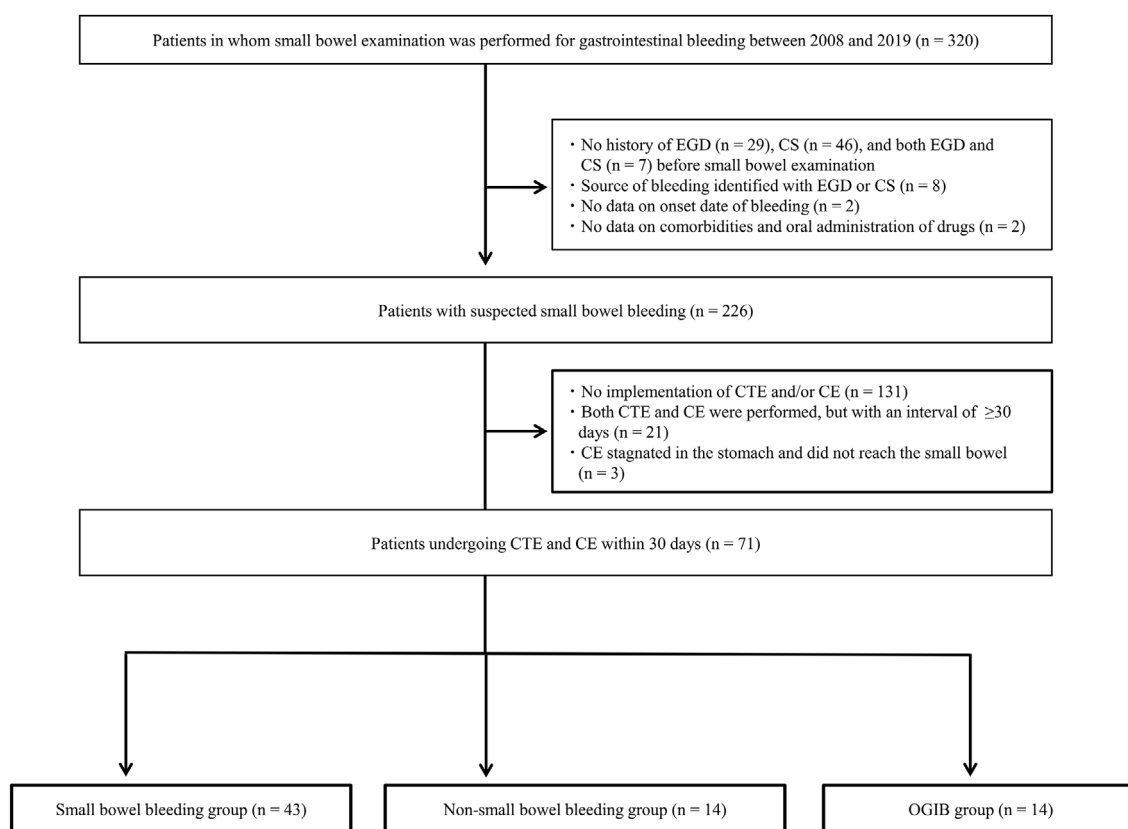 Patients in whom small bowel examination was performed for gastrointestinal bleeding between 2008 and 2019 (n = 320)
・No history of EGD (n = 29), CS (n = 46), and both EGD and
CS (n = 7) before small bowel examination
・Source of bleeding identified with EGD or CS (n = 8)
・No data on onset date of bleeding (n = 2)
・No data on comorbidities and oral administration of drugs (n = 2)
Patients with suspected small bowel bleeding (n = 226)
・No implementation of CTE and/or CE (n = 131)
・Both CTE and CE were performed, but with an interval of ≥30
days (n = 21)
・CE stagnated in the stomach and did not reach the small bowel
(n = 3)
Patients undergoing CTE and CE within 30 days (n = 71)
Small bowel bleeding group (n = 43)
Non-small bowel bleeding group (n = 14)
OGIB group (n = 14)